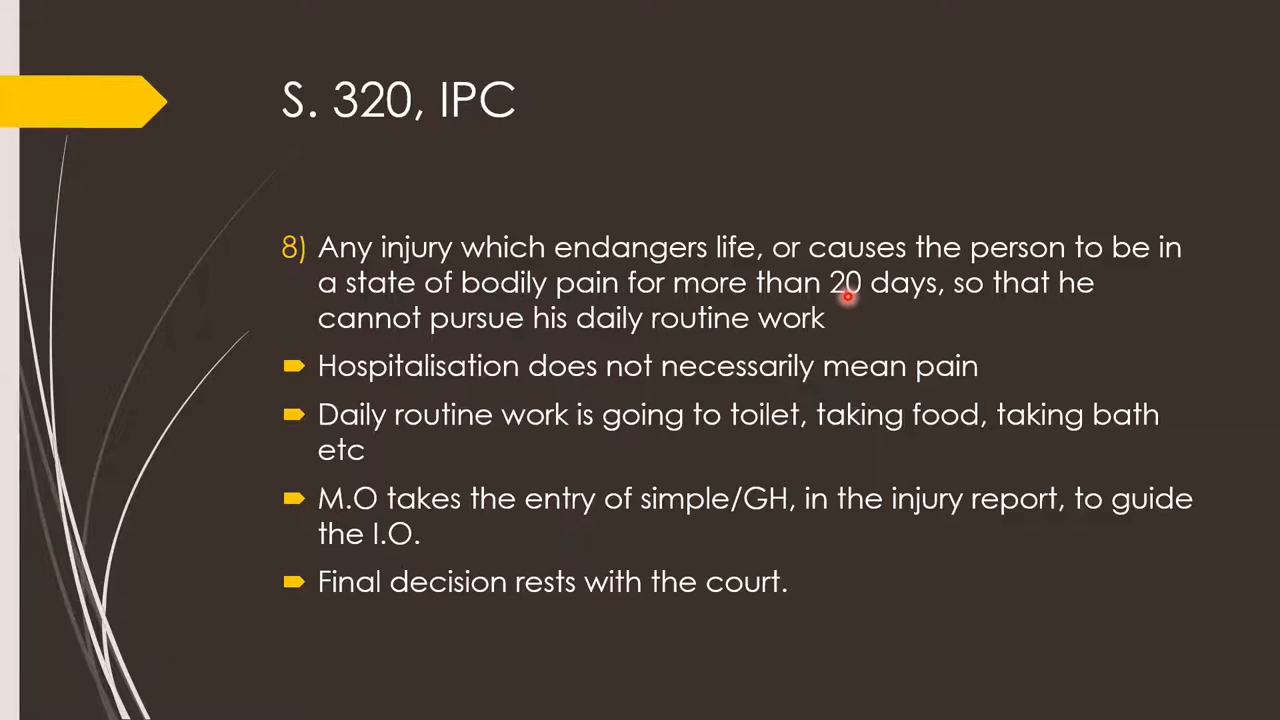 S. 320, IPC
8) Any injury which endangers life, or causes the person to be in
a state of bodily pain for more than 20 days, so that he
cannot pursue his daily routine work
Hospitalisation does not necessarily mean pain
Daily routine work is going to toilet, taking food, taking bath
etc
M.O takes the entry of simple/GH, in the injury report, to guide
the I.O.
Final decision rests with the court.